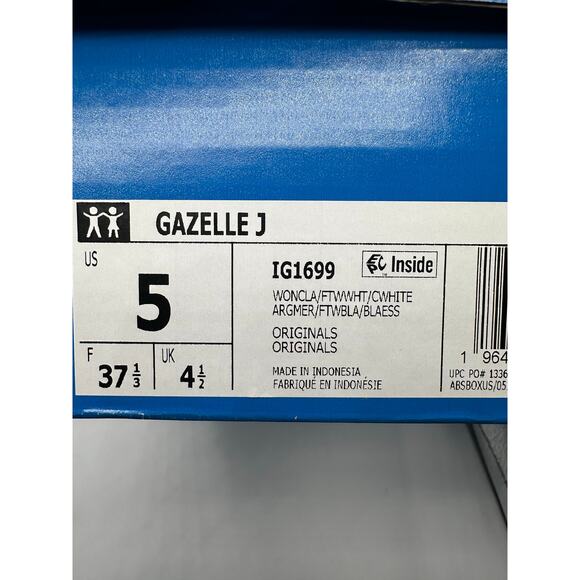 GAZELLE J
US
5
F
37 1/3
UK
4 1/2
IG1699
Inside
WONCLA/FTWWHT/CWHITE
ARGMER/FTWBLA/BLAESS
ORIGINALS
ORIGINALS
MADE IN INDONESIA
FABRIQUÉ EN INDONÉSIE
1 964
UPC PO# 1336
ABSBOXUS/05